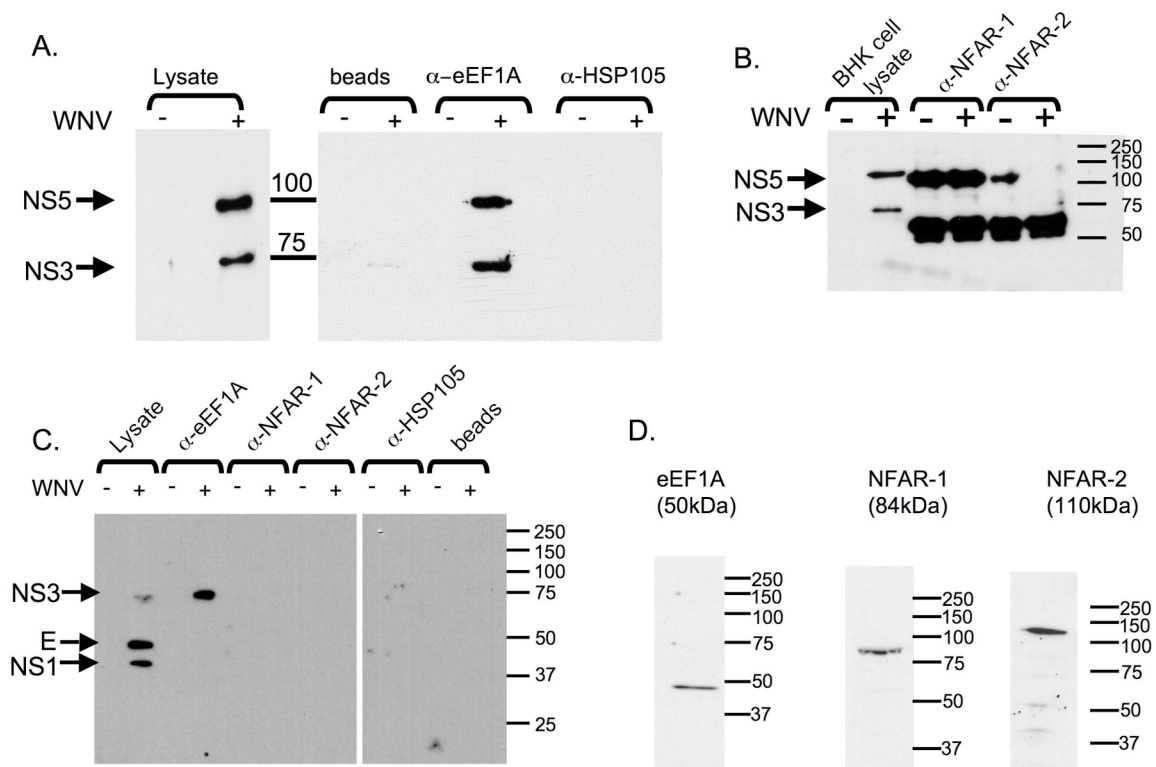 A.
Lysate
beads
α–eEF1A
α-HSP105
WNV - + - + - + - +
NS5
100
NS3
75
B.
BHK cell
lysate
α-NFAR-1
α-NFAR-2
WNV - + - + - +
NS5
NS3
250
150
100
75
50
C.
Lysate
α-eEF1A
α-NFAR-1
α-NFAR-2
α-HSP105
beads
WNV - + - + - + - + - + - +
NS3
E
NS1
250
150
100
75
50
37
25
D.
eEF1A
(50kDa)
250
150
100
75
50
37
NFAR-1
(84kDa)
250
150
100
75
50
37
NFAR-2
(110kDa)
250
150
100
75
50
37